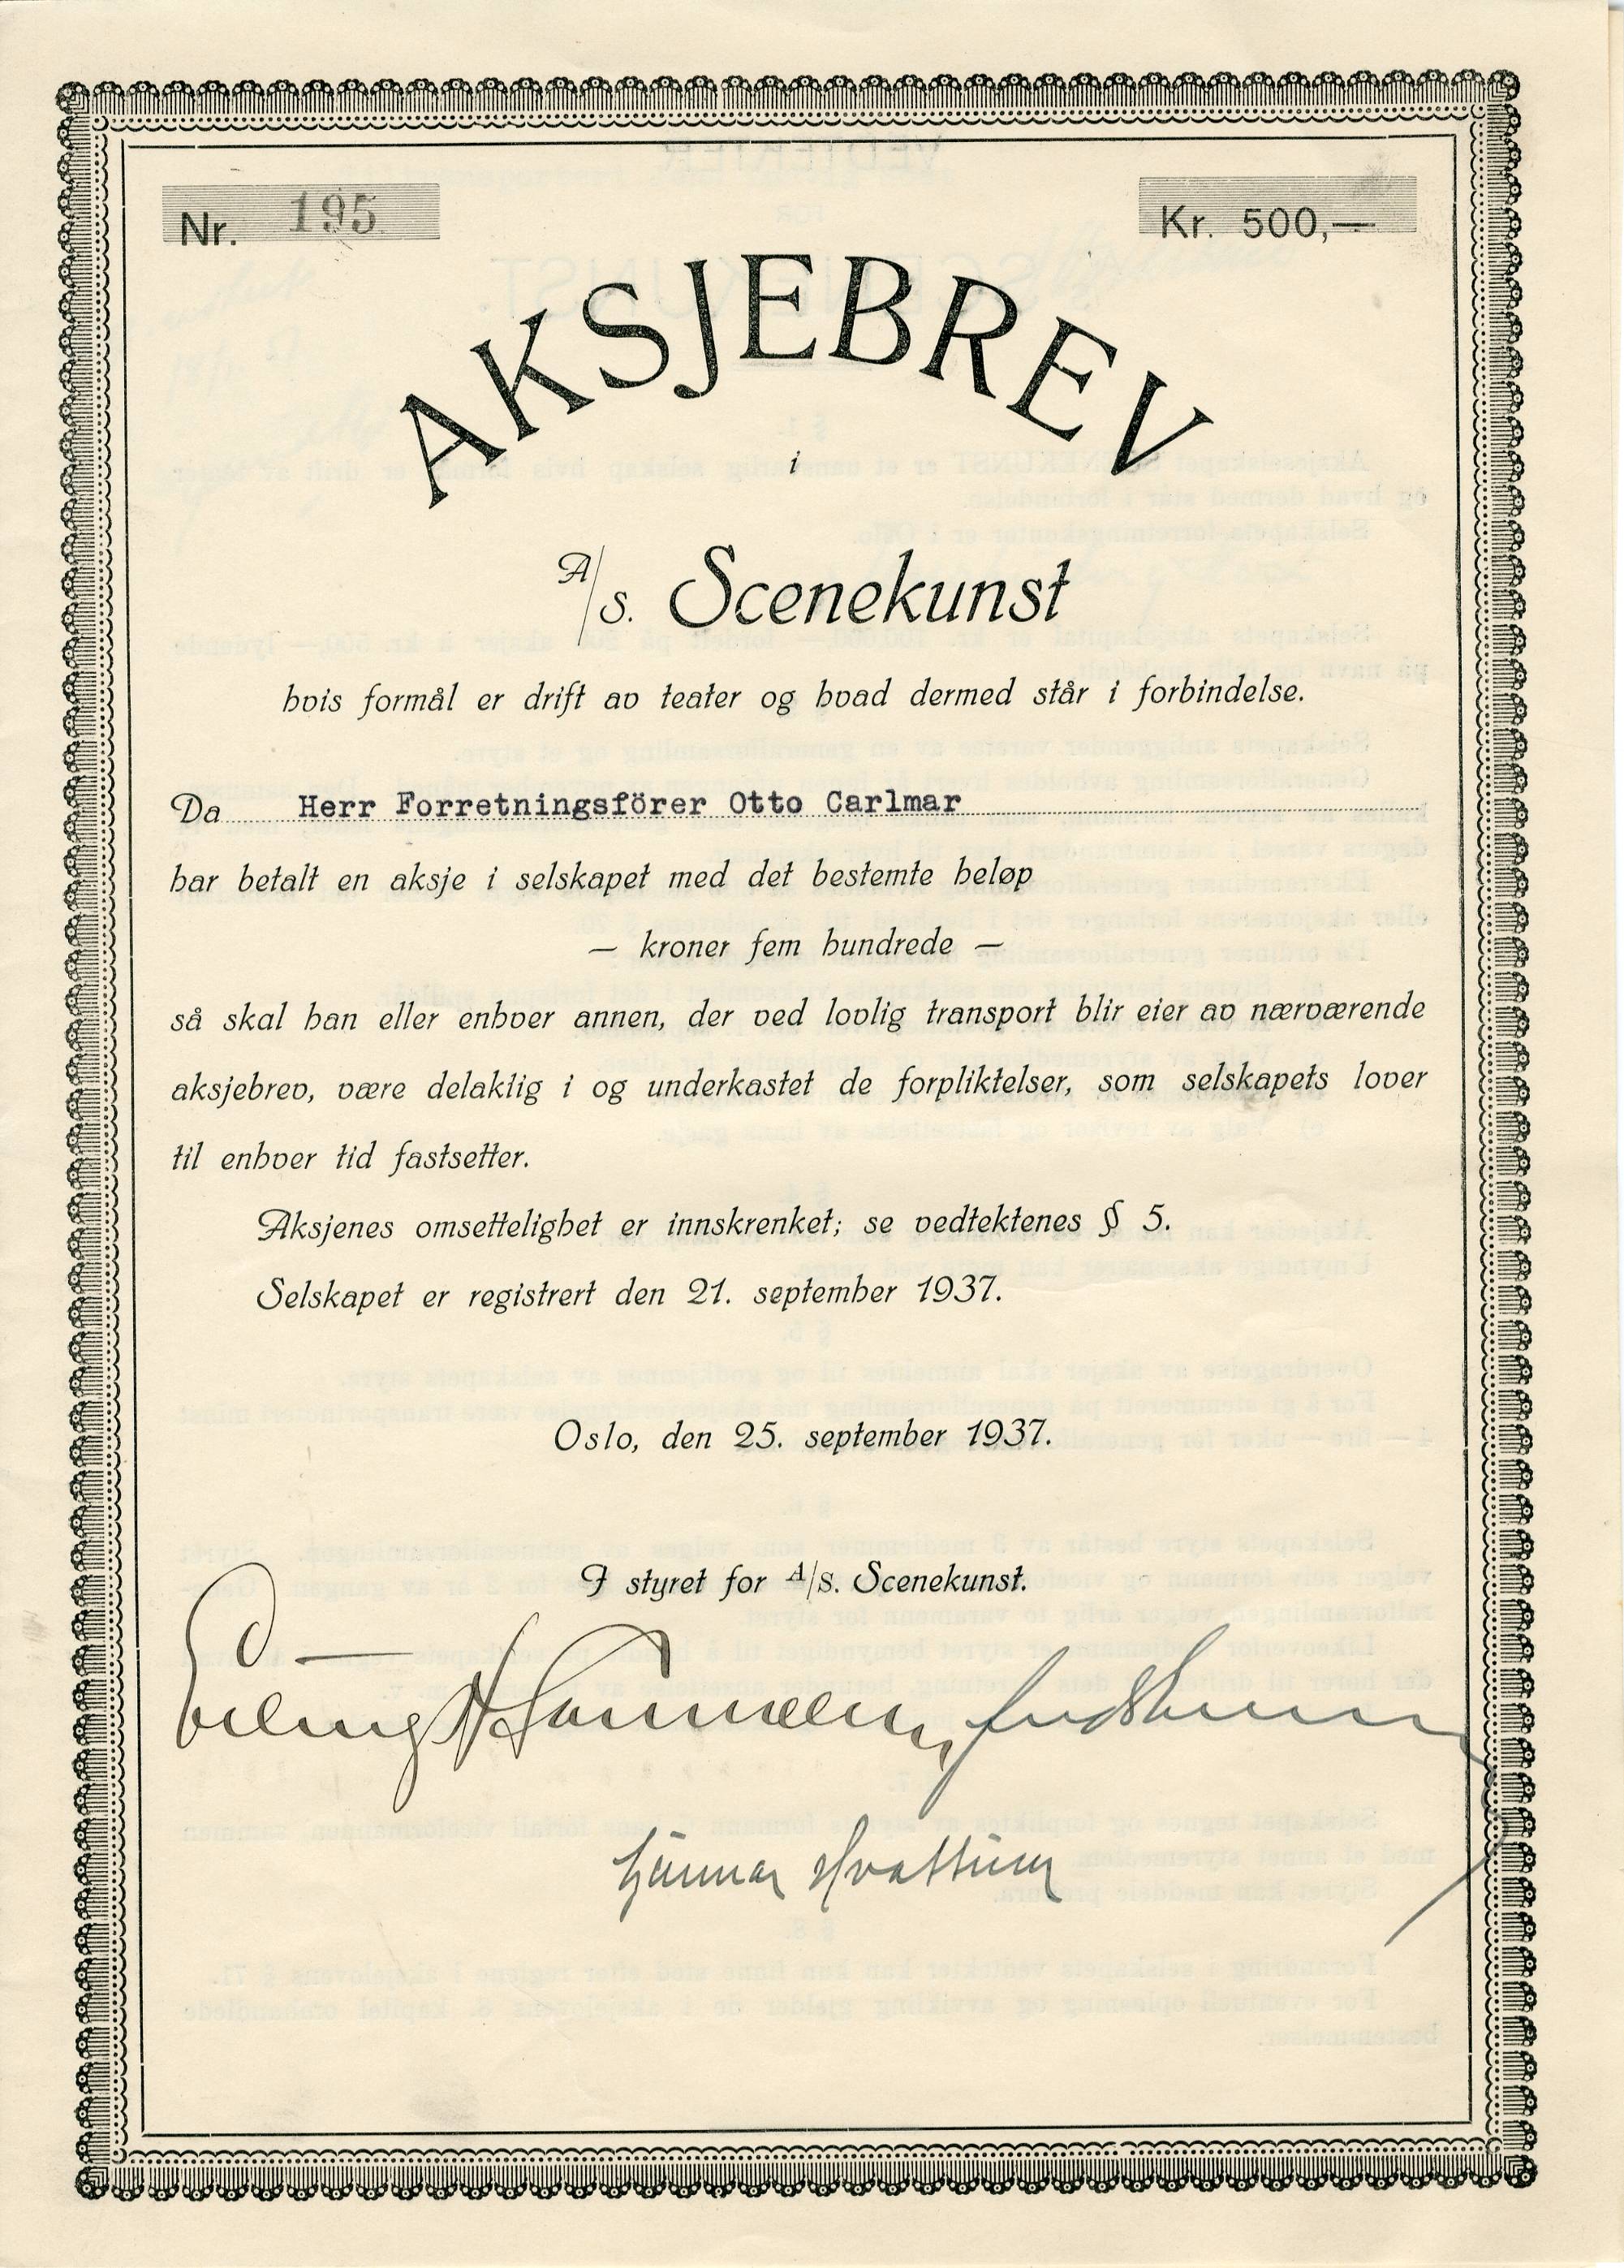 Nr. 195
Kr. 500,—
AKSJEBREV
i
A/S. Scenekunst
hvis formål er drift av teater og hvad dermed står i forbindelse.
Da Herr Forretningsförer Otto Carlmar
har betalt en aksje i selskapet med det bestemte beløp
— kroner fem hundrede —
så skal han eller enhver annen, der ved lovlig transport blir eier av nærværende
aksjebrev, være delaktig i og underkastet de forpliktelser, som selskapets lover
til enhver tid fastsetter.
Aksjenes omsettelighet er innskrenket; se vedtektenes § 5.
Selskapet er registrert den 21. september 1937.
Oslo, den 25. september 1937.
I styret for A/S. Scenekunst.
Gunnar Hvattum